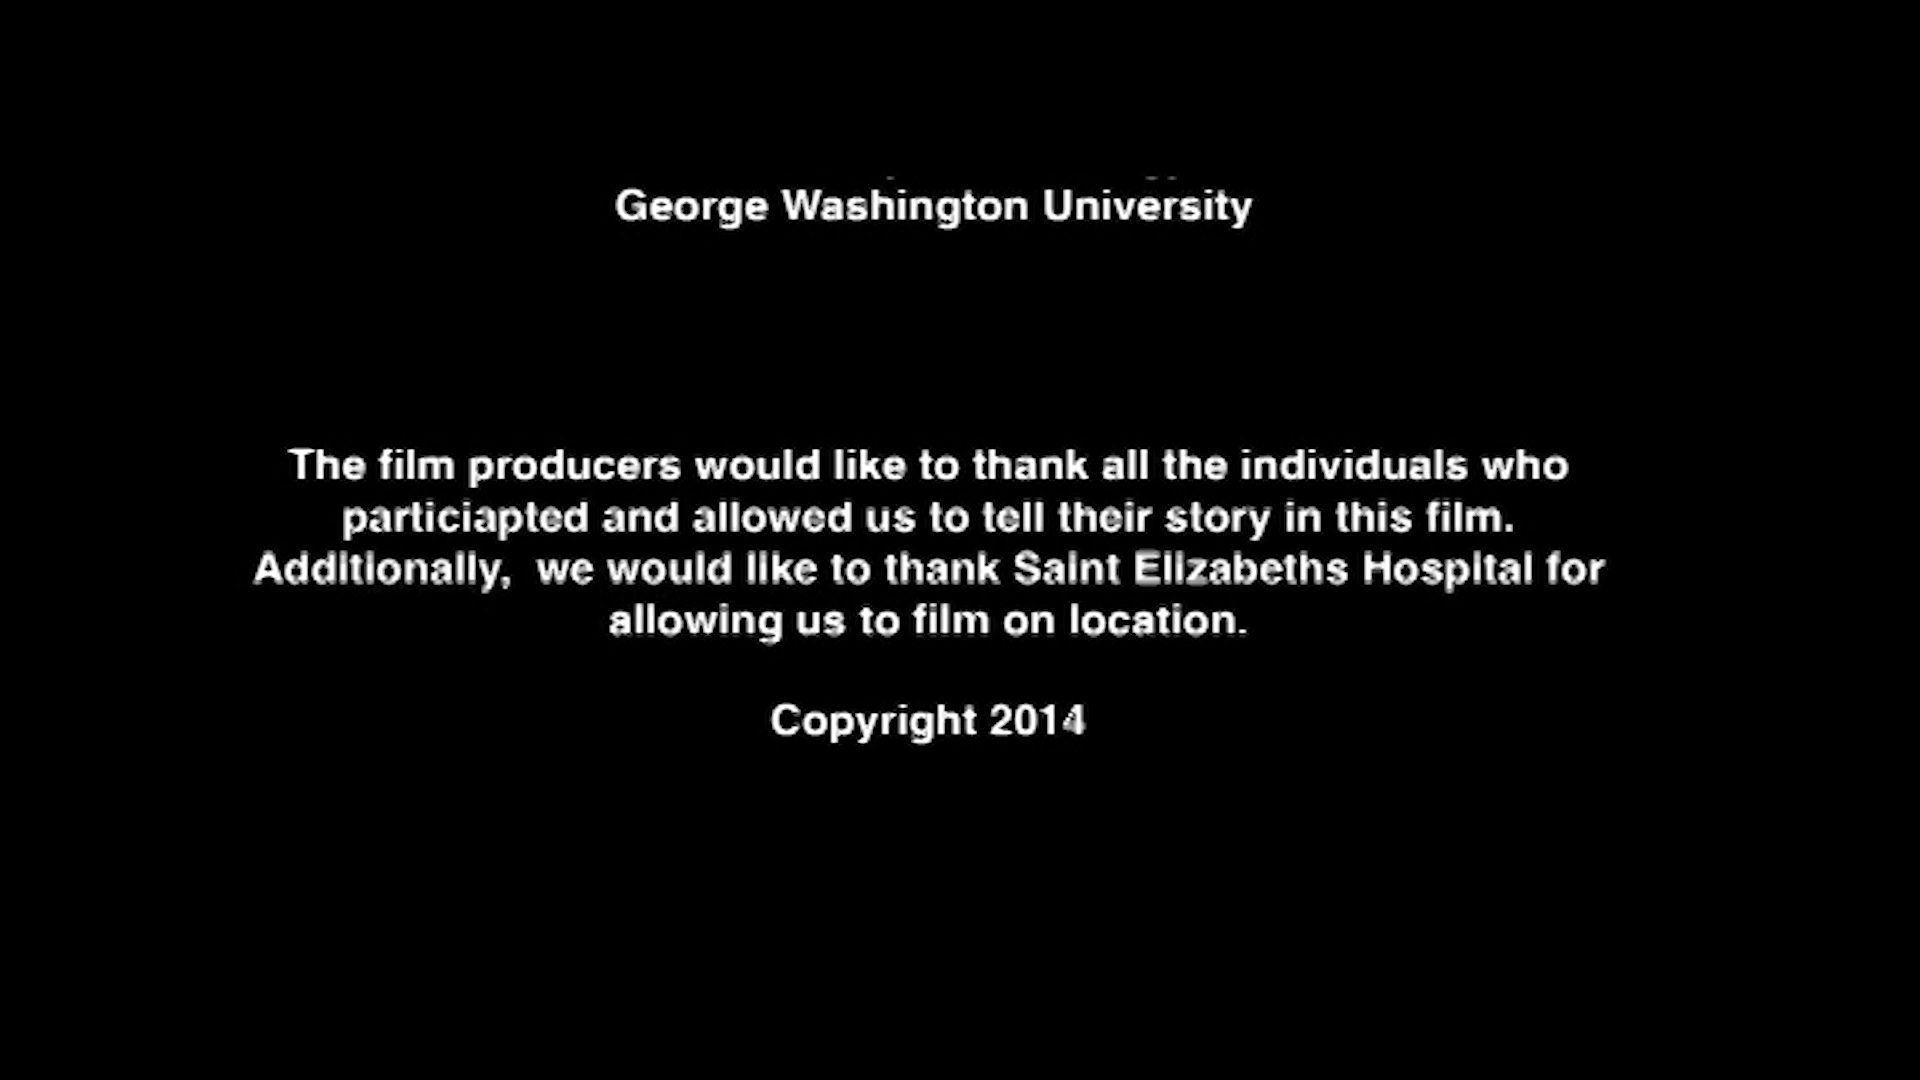 George Washington University
The film producers would like to thank all the individuals who
particiapted and allowed us to tell their story in this film.
Additionally,  we would like to thank Saint Elizabeths Hospital for
allowing us to film on location.
Copyright 2014